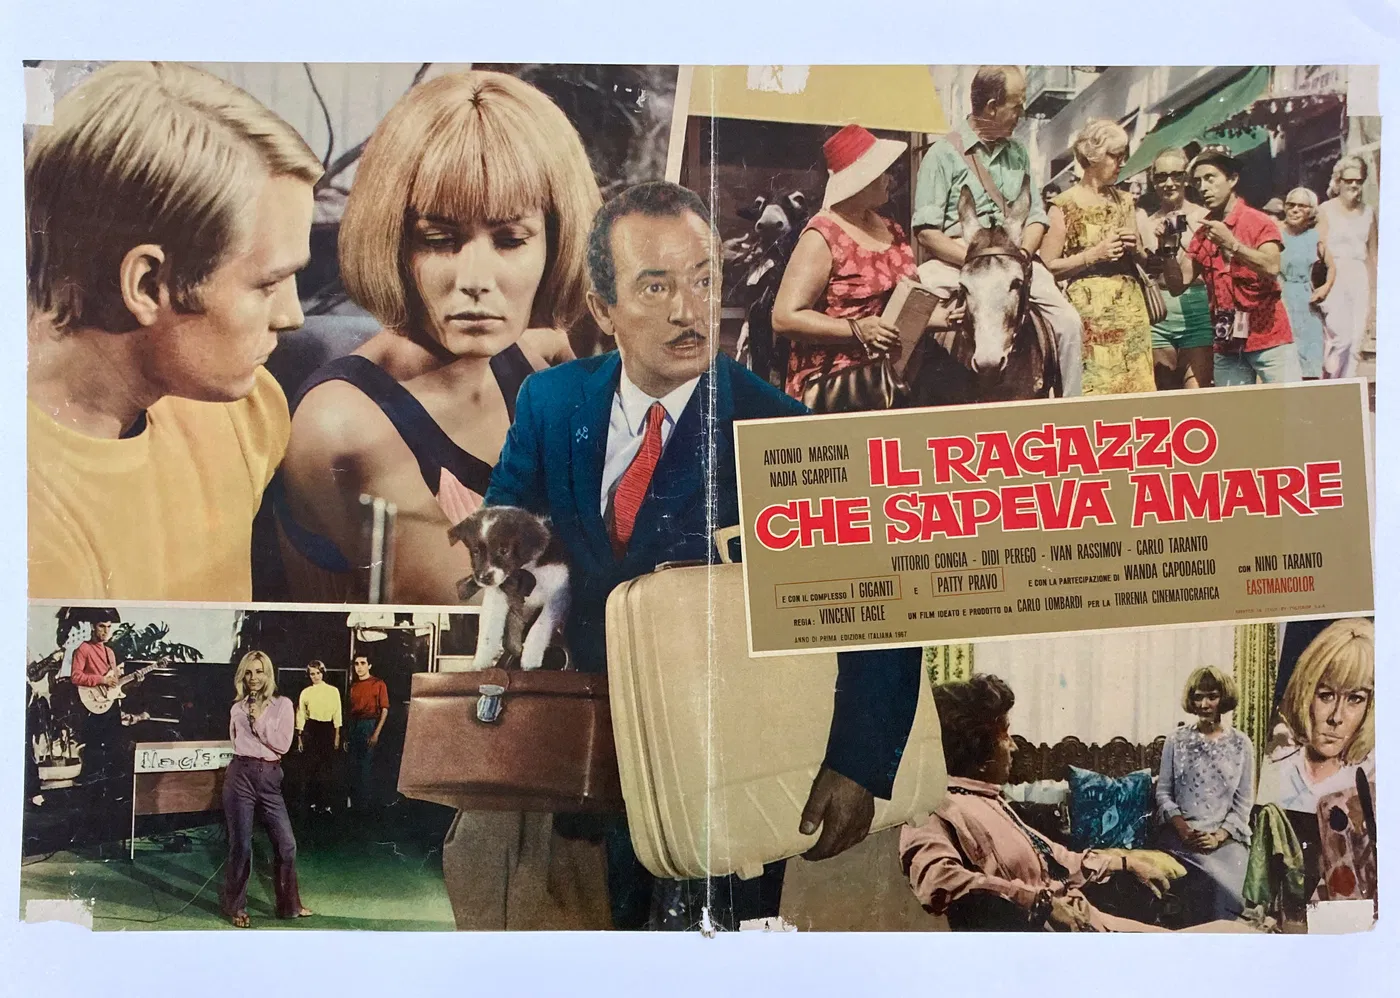 ANTONIO MARSINA
NADIA SCARPITTA
IL RAGAZZO
CHE SAPEVA AMARE
VITTORIO CONGIA - DIDI PEREGO - IVAN RASSIMOV - CARLO TARANTO
E CON IL COMPLESSO I GIGANTI E PATTY PRAVO E CON LA PARTECIPAZIONE DI WANDA CAPODAGLIO CON NINO TARANTO
REGIA: VINCENT EAGLE UN FILM IDEATO E PRODOTTO DA CARLO LOMBARDI PER LA TIRRENIA CINEMATOGRAFICA EASTMANCOLOR
ANNO DI PRIMA EDIZIONE ITALIANA 1967